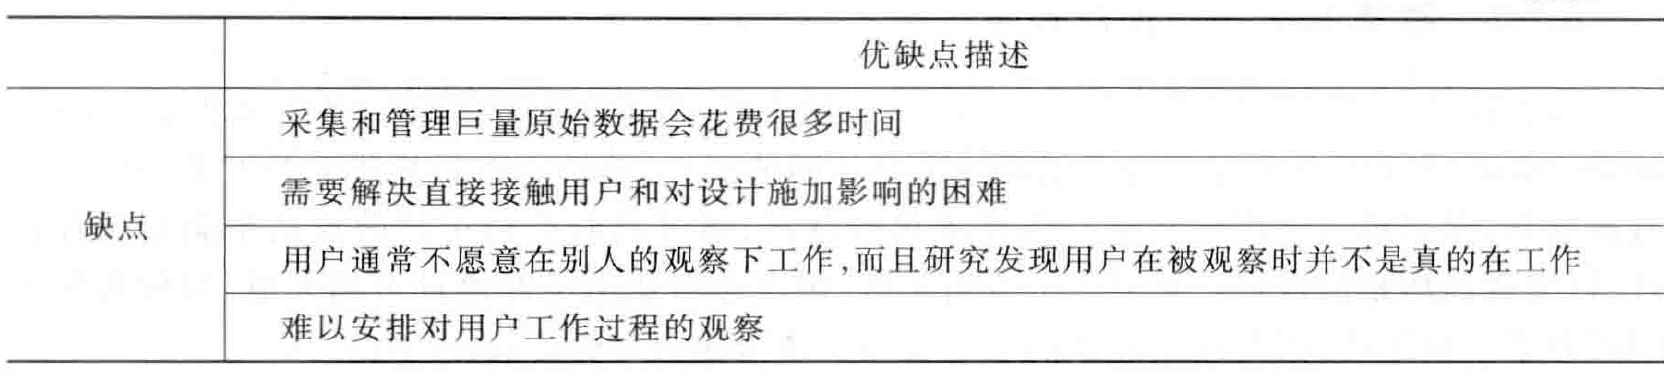 优缺点描述
采集和管理巨量原始数据会花费很多时间
需要解决直接接触用户和对设计施加影响的困难
缺点
用户通常不愿意在别人的观察下工作,而且研究发现用户在被观察时并不是真的在工作
难以安排对用户工作过程的观察